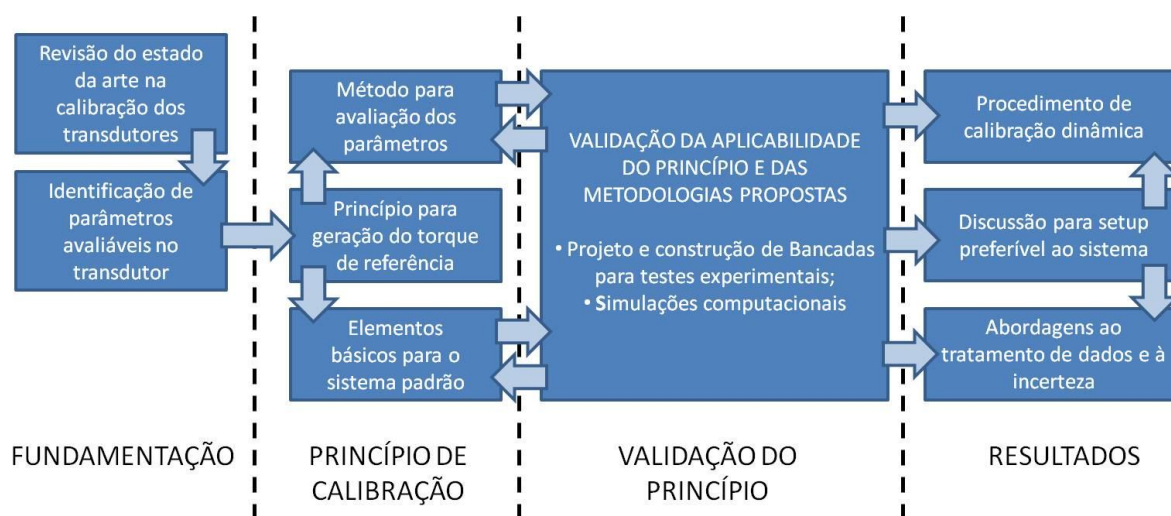 Revisão do estado
da arte na
calibração dos
transdutores
Identificação de
parâmetros
avaliáveis no
transdutor
FUNDAMENTAÇÃO
Método para
avaliação dos
parâmetros
Princípio para
geração do torque
de referência
Elementos
básicos para o
sistema padrão
PRINCÍPIO DE
CALIBRAÇÃO
VALIDAÇÃO DA APLICABILIDADE
DO PRINCÍPIO E DAS
METODOLOGIAS PROPOSTAS
• Projeto e construção de Bancadas
para testes experimentais;
• Simulações computacionais
VALIDAÇÃO DO
PRINCÍPIO
Procedimento de
calibração dinâmica
Discussão para setup
preferível ao sistema
Abordagens ao
tratamento de dados e à
incerteza
RESULTADOS